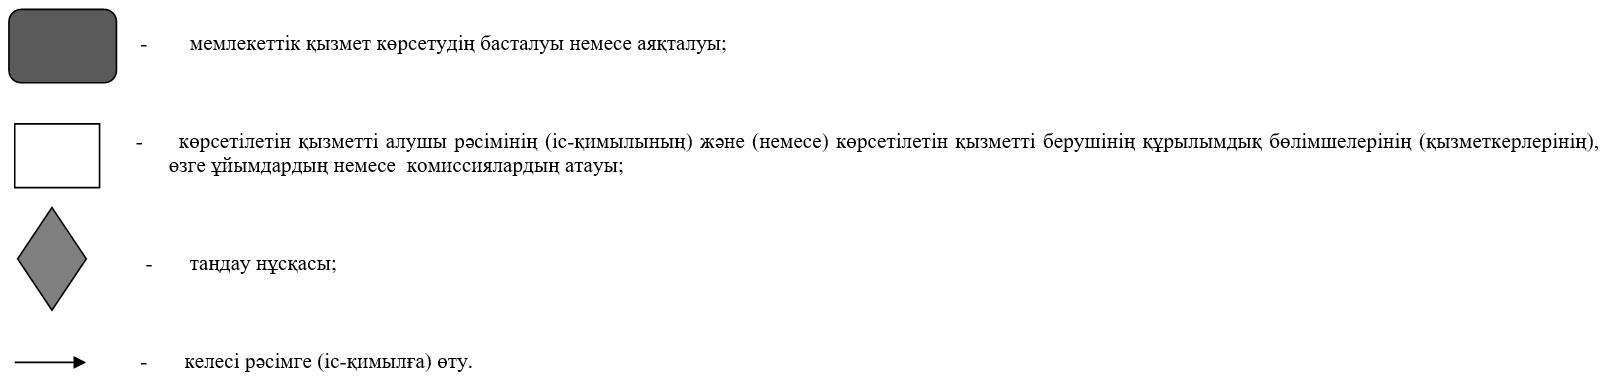 - мемлекеттік қызмет көрсетудің басталуы немесе аяқталуы;
- көрсетілетін қызметті алушы рәсімінің (іс-қимылының) және (немесе) көрсетілетін қызметті берушінің құрылымдық бөлімшелерінің (қызметкерлерінің),
өзге ұйымдардың немесе комиссиялардың атауы;
- таңдау нұсқасы;
- келесі рәсімге (іс-қимылға) өту.